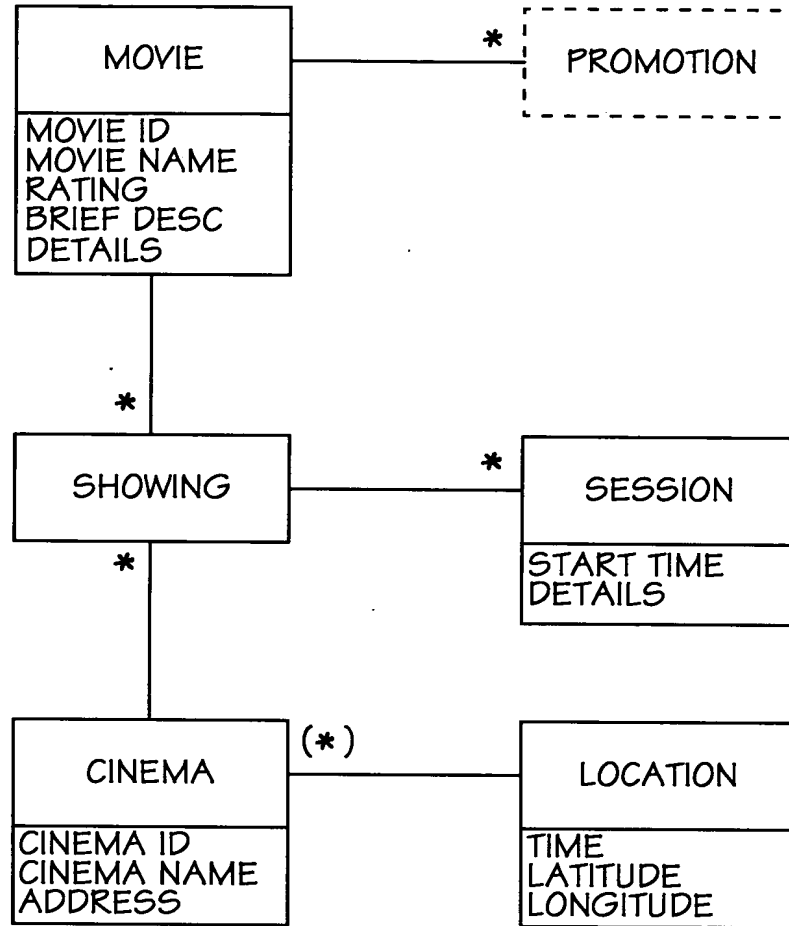 MOVIE
MOVIE ID
MOVIE NAME
RATING
BRIEF DESC
DETAILS
*
PROMOTION
*
SHOWING
*
*
SESSION
START TIME
DETAILS
CINEMA
CINEMA ID
CINEMA NAME
ADDRESS
(*)
LOCATION
TIME
LATITUDE
LONGITUDE